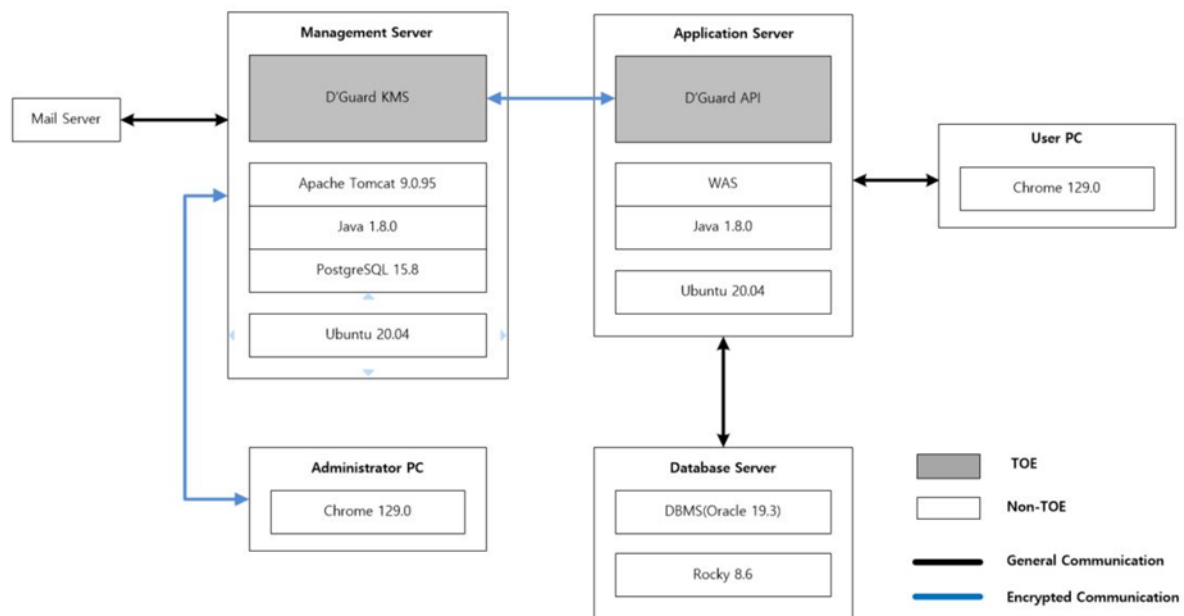 Management Server
D'Guard KMS
Apache Tomcat 9.0.95
Java 1.8.0
PostgreSQL 15.8
Ubuntu 20.04
Application Server
D'Guard API
WAS
Java 1.8.0
Ubuntu 20.04
Mail Server
User PC
Chrome 129.0
Administrator PC
Chrome 129.0
Database Server
DBMS(Oracle 19.3)
Rocky 8.6
TOE
Non-TOE
General Communication
Encrypted Communication